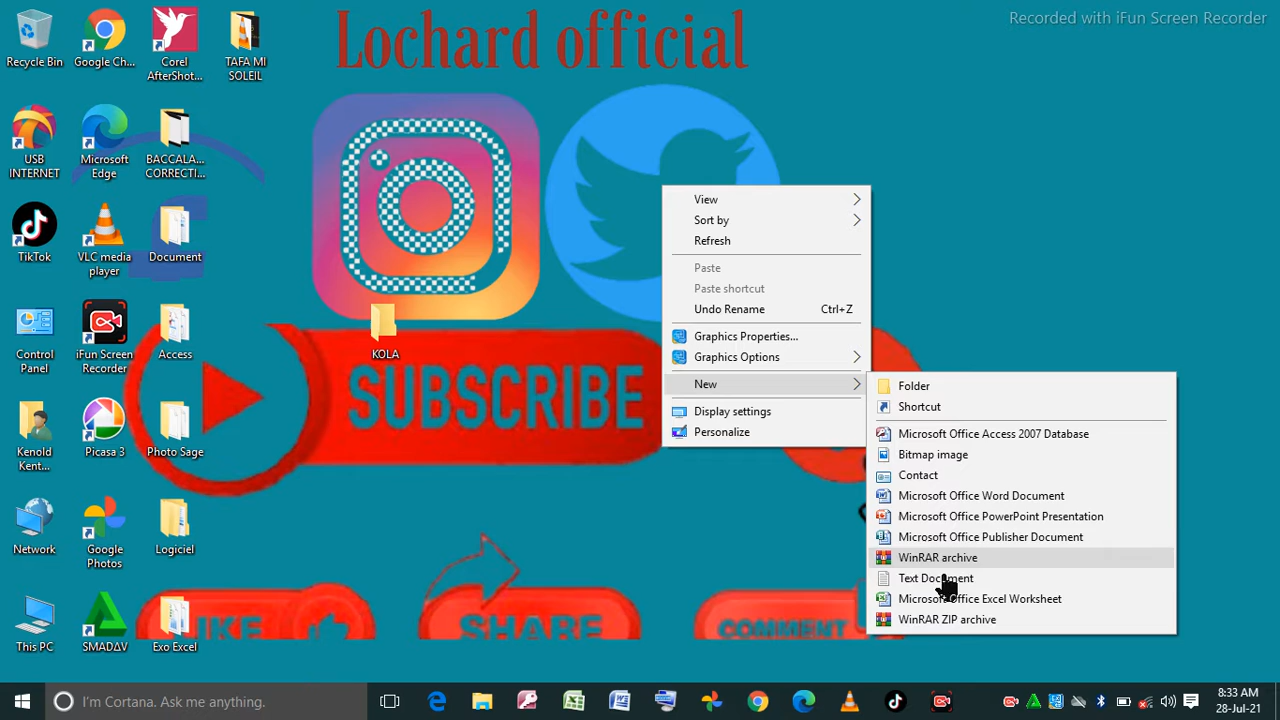 Recorded with iFun Screen Recorder
Lochard official
Recycle Bin
Google Ch...
Corel
AfterShot...
TAFA MI
SOLEIL
USB
INTERNET
Microsoft
Edge
BACCALA...
CORRECTI...
TikTok
VLC media
player
Document
Control
Panel
iFun Screen
Recorder
Access
KOLA
Kenold
Kent...
Picasa 3
Photo Sage
Network
Google
Photos
Logiciel
This PC
SMADΔV
Exo Excel
SUBSCRIBE
LIKE
SHARE
COMMENT
View
Sort by
Refresh
Paste
Paste shortcut
Undo Rename Ctrl+Z
Graphics Properties...
Graphics Options
New
Display settings
Personalize
Folder
Shortcut
Microsoft Office Access 2007 Database
Bitmap image
Contact
Microsoft Office Word Document
Microsoft Office PowerPoint Presentation
Microsoft Office Publisher Document
WinRAR archive
Text Document
Microsoft Office Excel Worksheet
WinRAR ZIP archive
I'm Cortana. Ask me anything.
8:33 AM
28-Jul-21